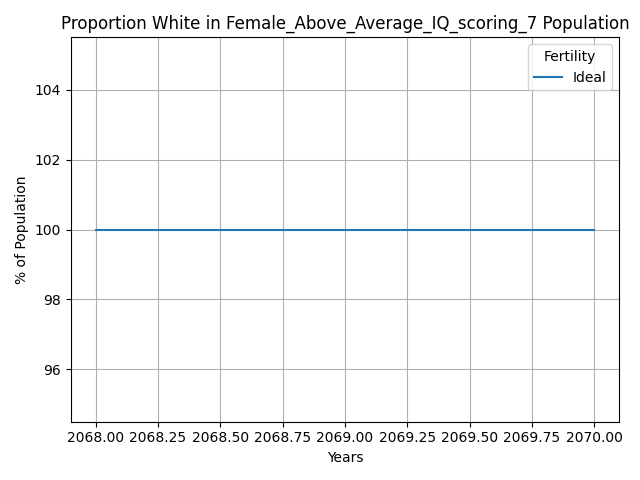 Proportion White in Female_Above_Average_IQ_scoring_7 Population
Fertility
Ideal
104
102
100
98
96
% of Population
2068.00 2068.25 2068.50 2068.75 2069.00 2069.25 2069.50 2069.75 2070.00
Years